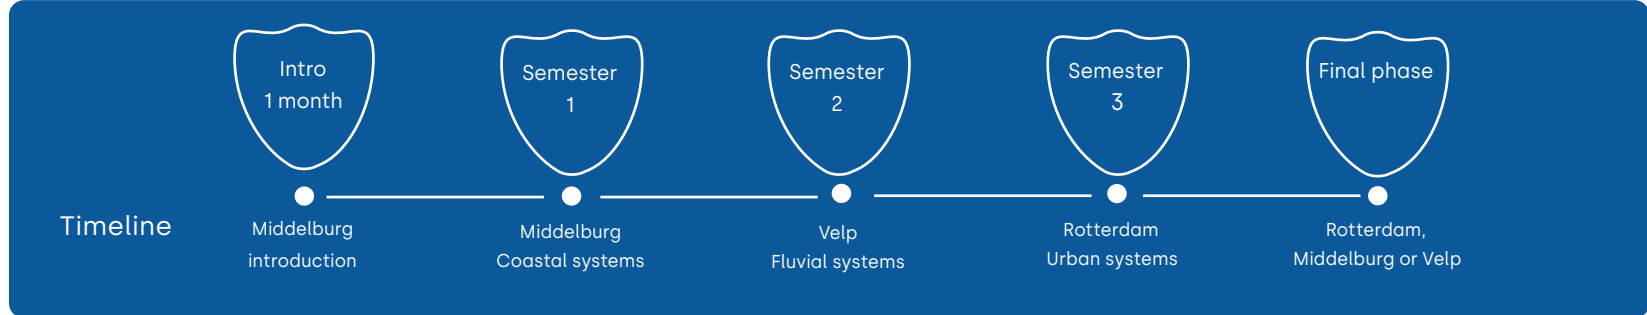 Intro
1 month
Semester
1
Semester
2
Semester
3
Final phase
Timeline
Middelburg
introduction
Middelburg
Coastal systems
Velp
Fluvial systems
Rotterdam
Urban systems
Rotterdam,
Middelburg or Velp